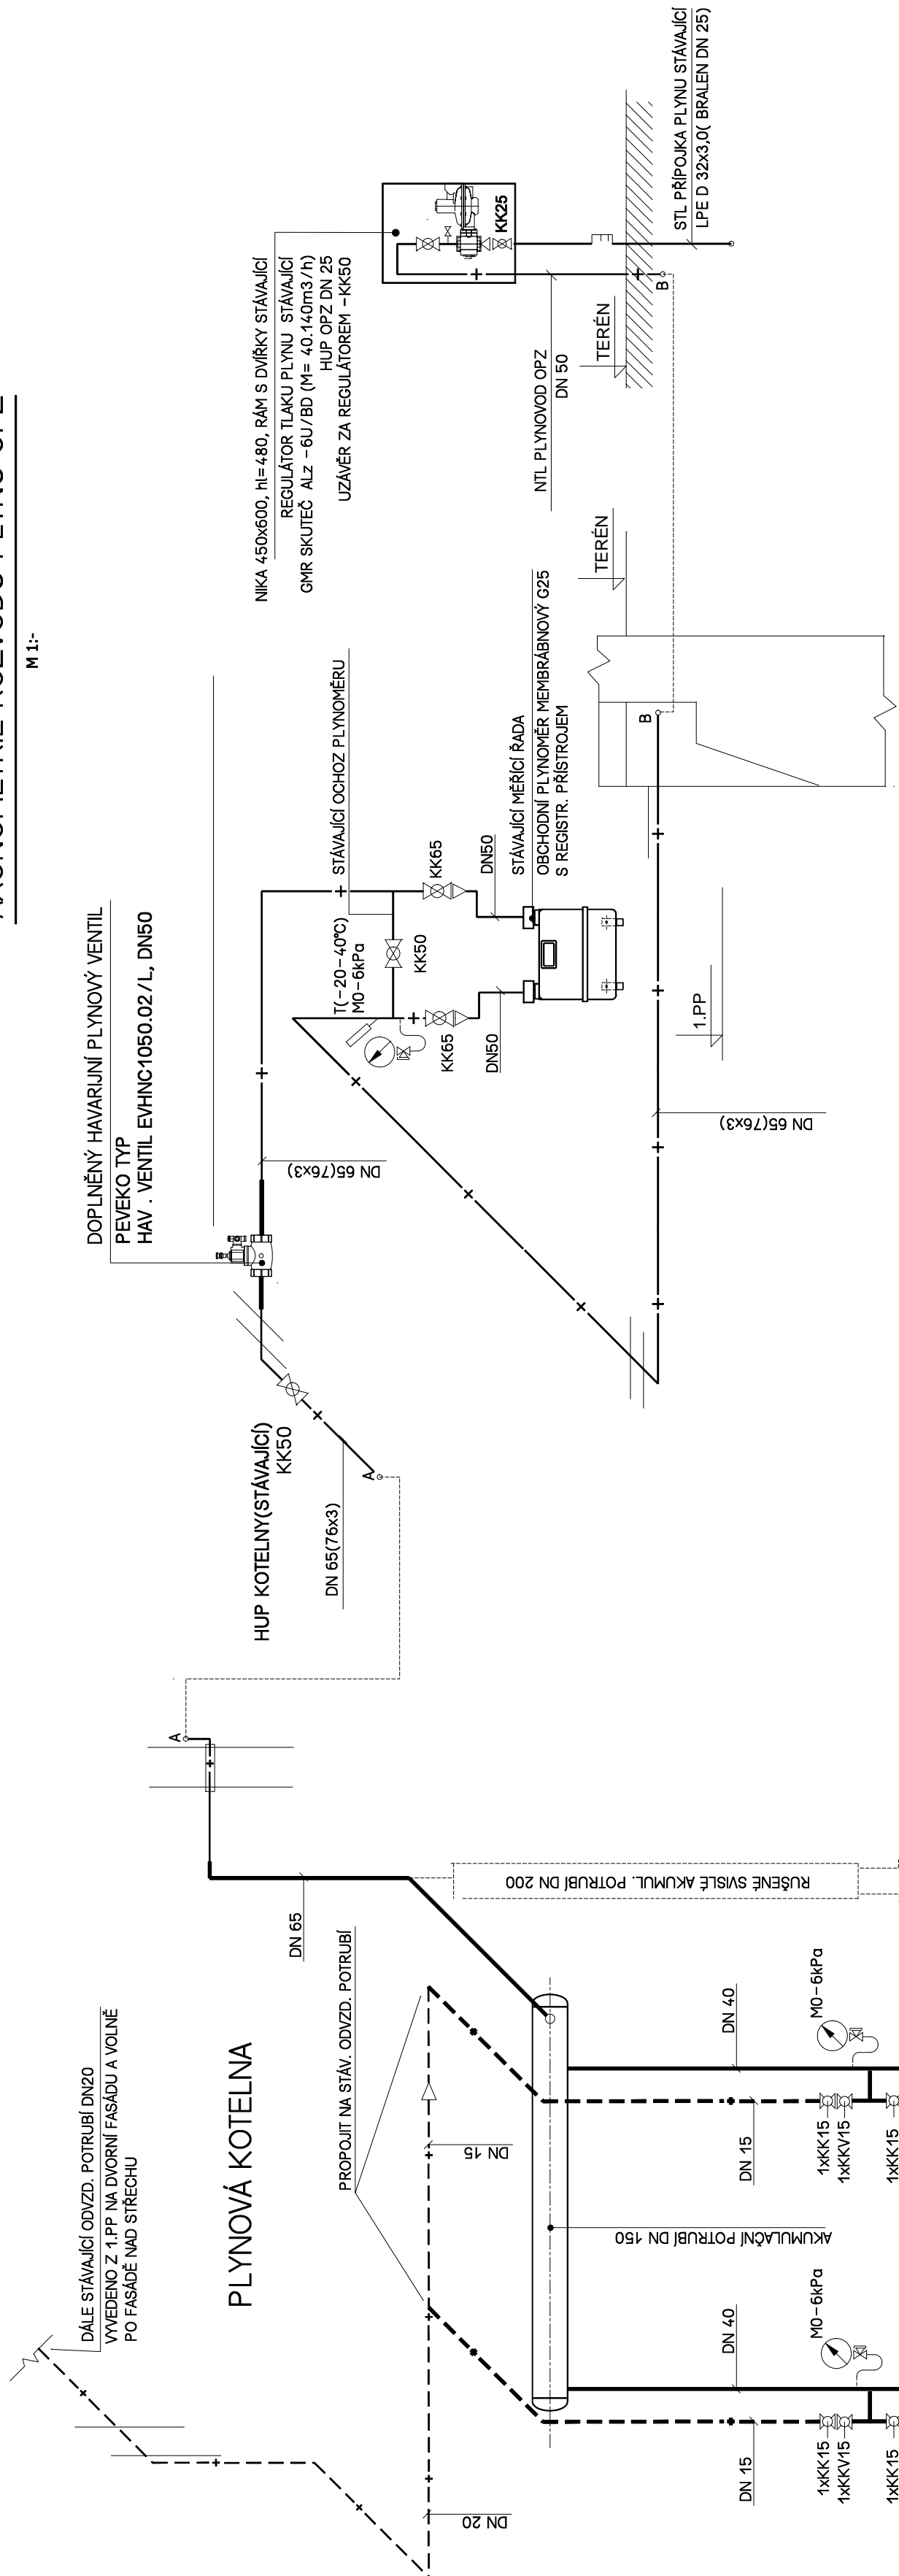 M 1:-
DOPLNĚNÝ HAVARIJNÍ PLYNOVÝ VENTIL
PEVEKO TYP
HAV . VENTIL EVHNC1050.02/L, DN50
NIKA 450x600, hl=480, RÁM S DVÍŘKY STÁVAJÍCÍ
REGULÁTOR TLAKU PLYNU STÁVAJÍCÍ
GMR SKUTEČ ALz -6U/BD (M= 40.140m3/h)
HUP OPZ DN 25
UZÁVĚR ZA REGULÁTOREM -KK50
KK25
STL PŘÍPOJKA PLYNU STÁVAJÍCÍ
LPE D 32x3,0( BRALEN DN 25)
NTL PLYNOVOD OPZ
DN 50
TERÉN
B
TERÉN
B
STÁVAJÍCÍ OCHOZ PLYNOMĚRU
STÁVAJÍCÍ MĚŘÍCÍ ŘADA
OBCHODNÍ PLYNOMĚR MEMBRÁBNOVÝ G25
S REGISTR. PŘÍSTROJEM
T(-20-40°C)
M0-6kPa
KK65
KK50
KK65
DN50
DN50
1.PP
DN 65(76x3)
DN 65(76x3)
HUP KOTELNY(STÁVAJÍCÍ)
KK50
DN 65(76x3)
A
A
DN 65
RUŠENÉ SVISLÉ AKUMUL. POTRUBÍ DN 200
DÁLE STÁVAJÍCÍ ODVZD. POTRUBÍ DN20
VYVEDENO Z 1.PP NA DVORNÍ FASÁDU A VOLNĚ
PO FASÁDĚ NAD STŘECHU
PLYNOVÁ KOTELNA
PROPOJIT NA STÁV. ODVZD. POTRUBÍ
DN 15
DN 20
AKUMULAČNÍ POTRUBÍ DN 150
DN 40
M0-6kPa
DN 15
1xKK15
1xKKV15
1xKK15
DN 40
M0-6kPa
DN 15
1xKK15
1xKKV15
1xKK15